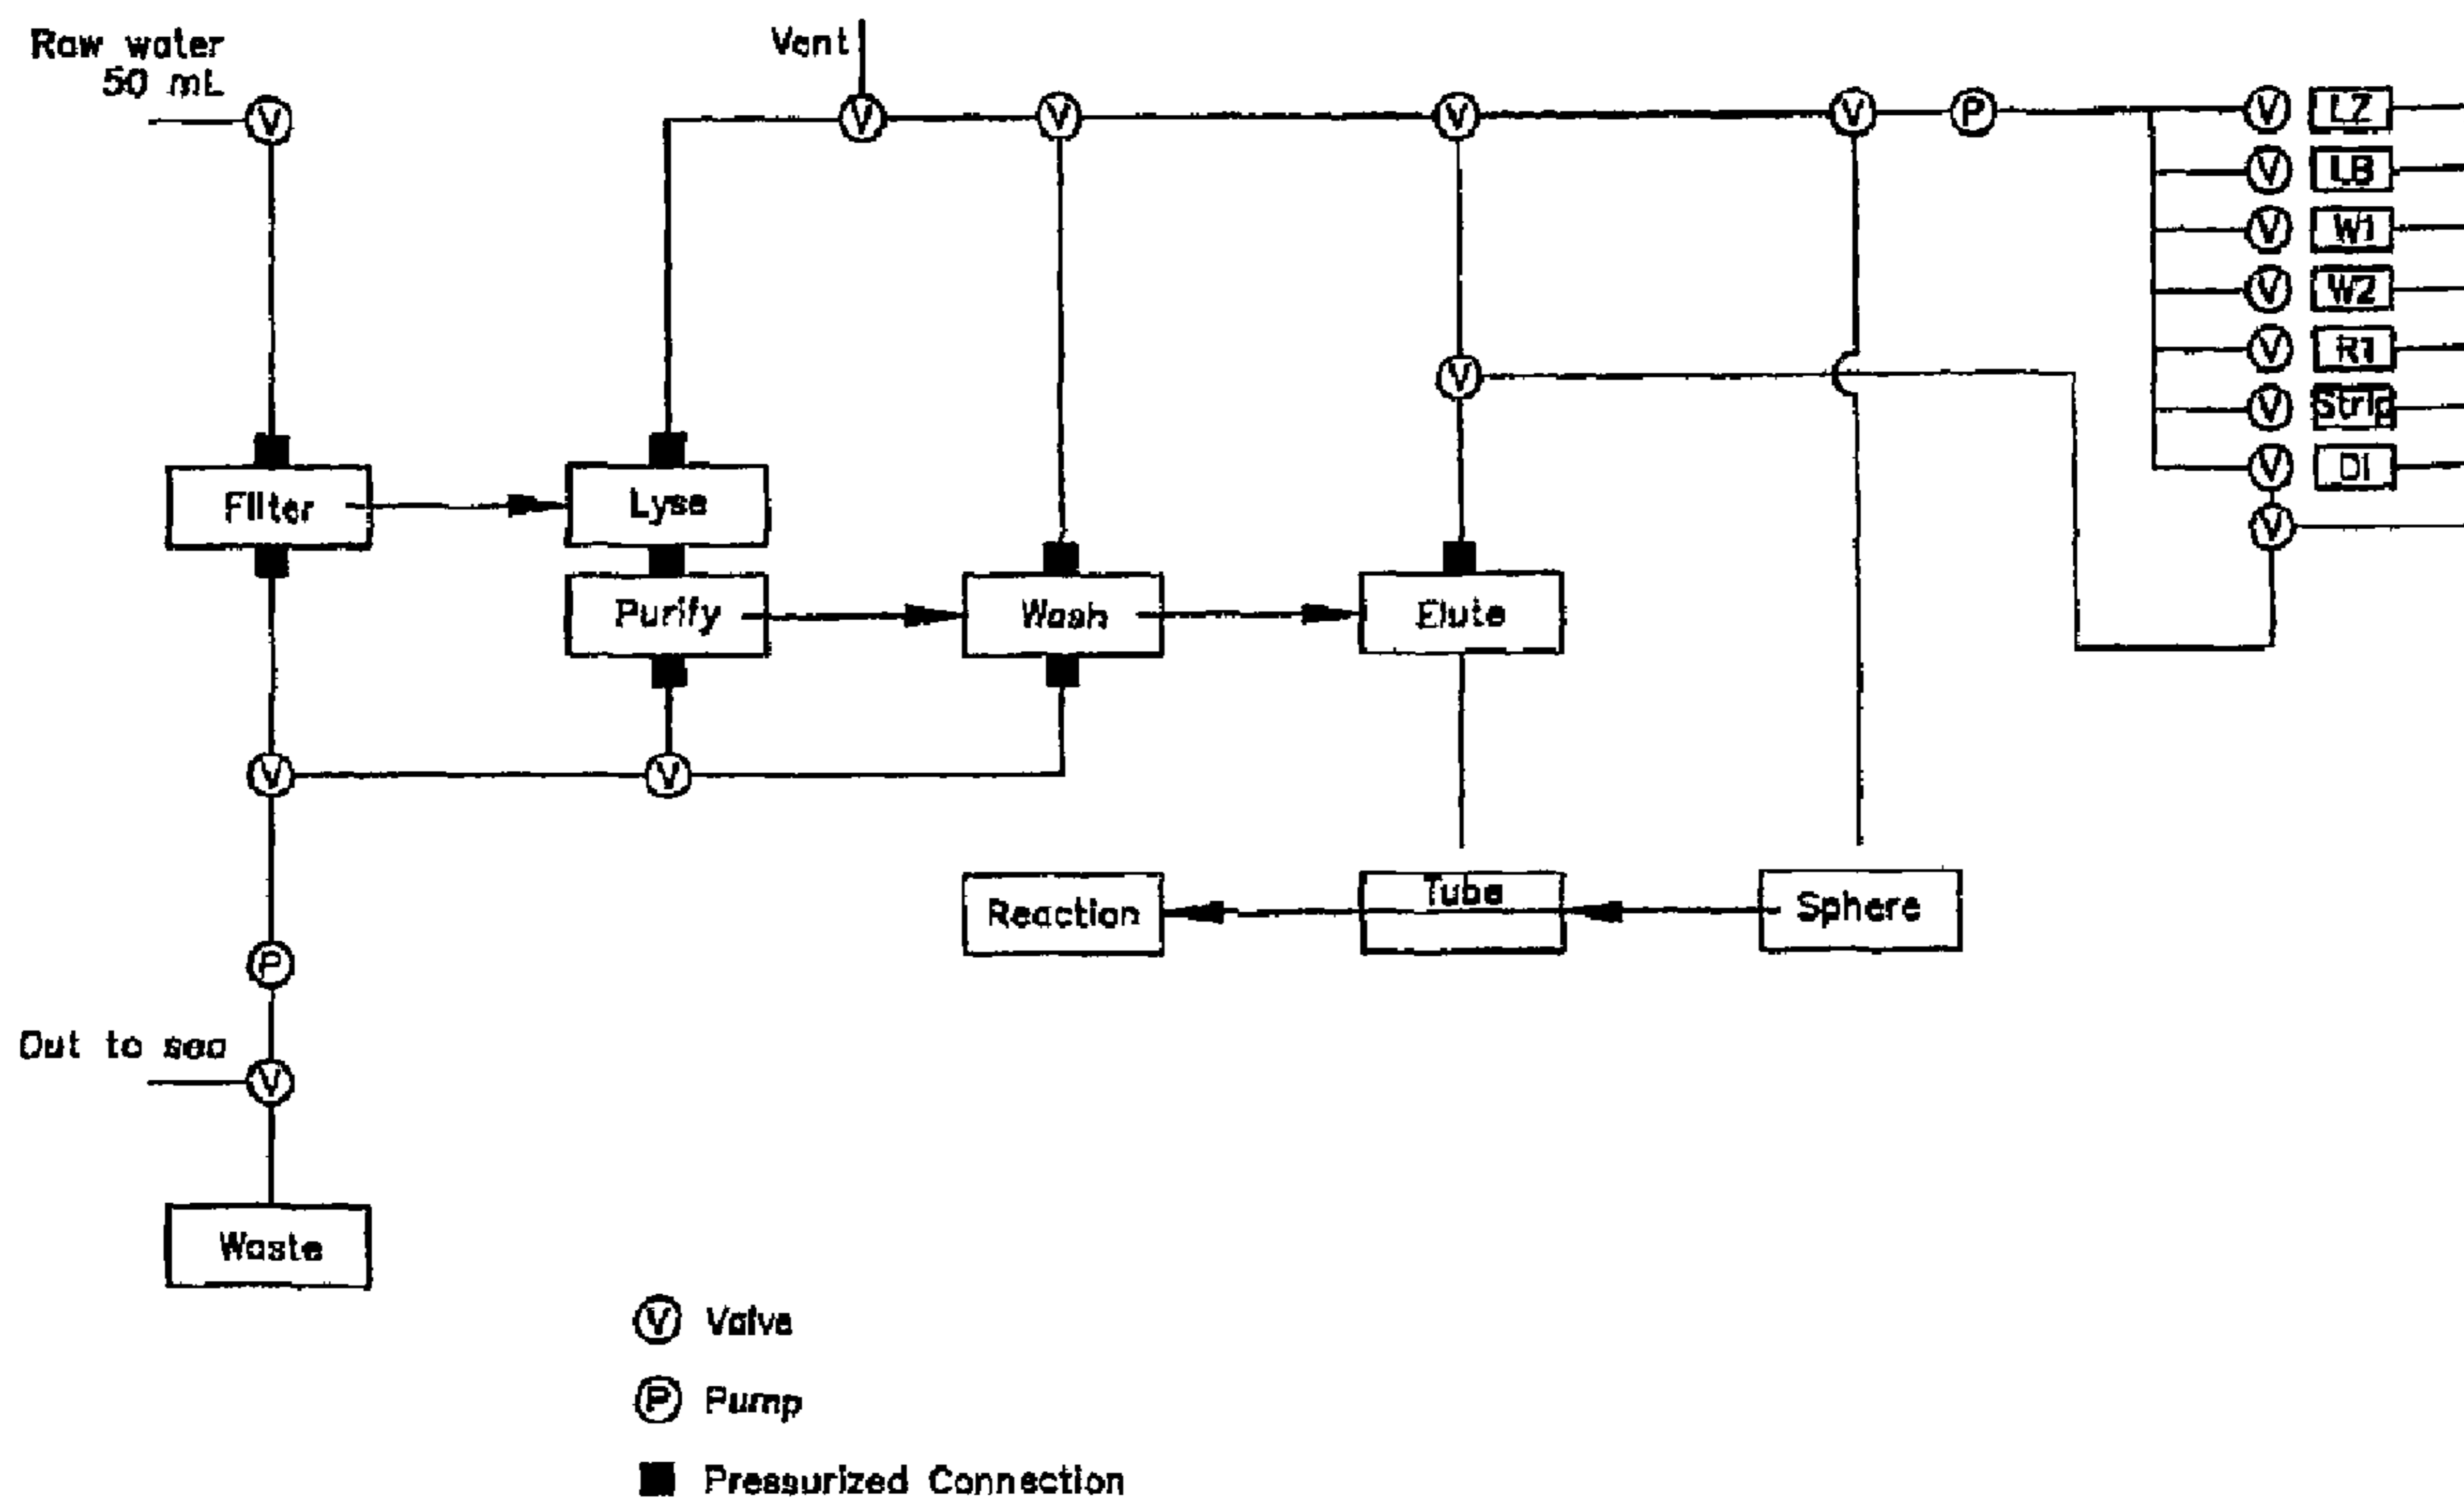 Raw water
50 mL
V
Vent
V
V
V
V
P
V
LZ
V
LB
V
W1
V
W2
V
R1
V
Strip
V
DI
V
V
Filter
Lyse
Purify
Wash
Elute
V
V
Reaction
Tube
Sphere
P
Out to sea
V
Waste
V Valve
P Pump
Pressurized Connection